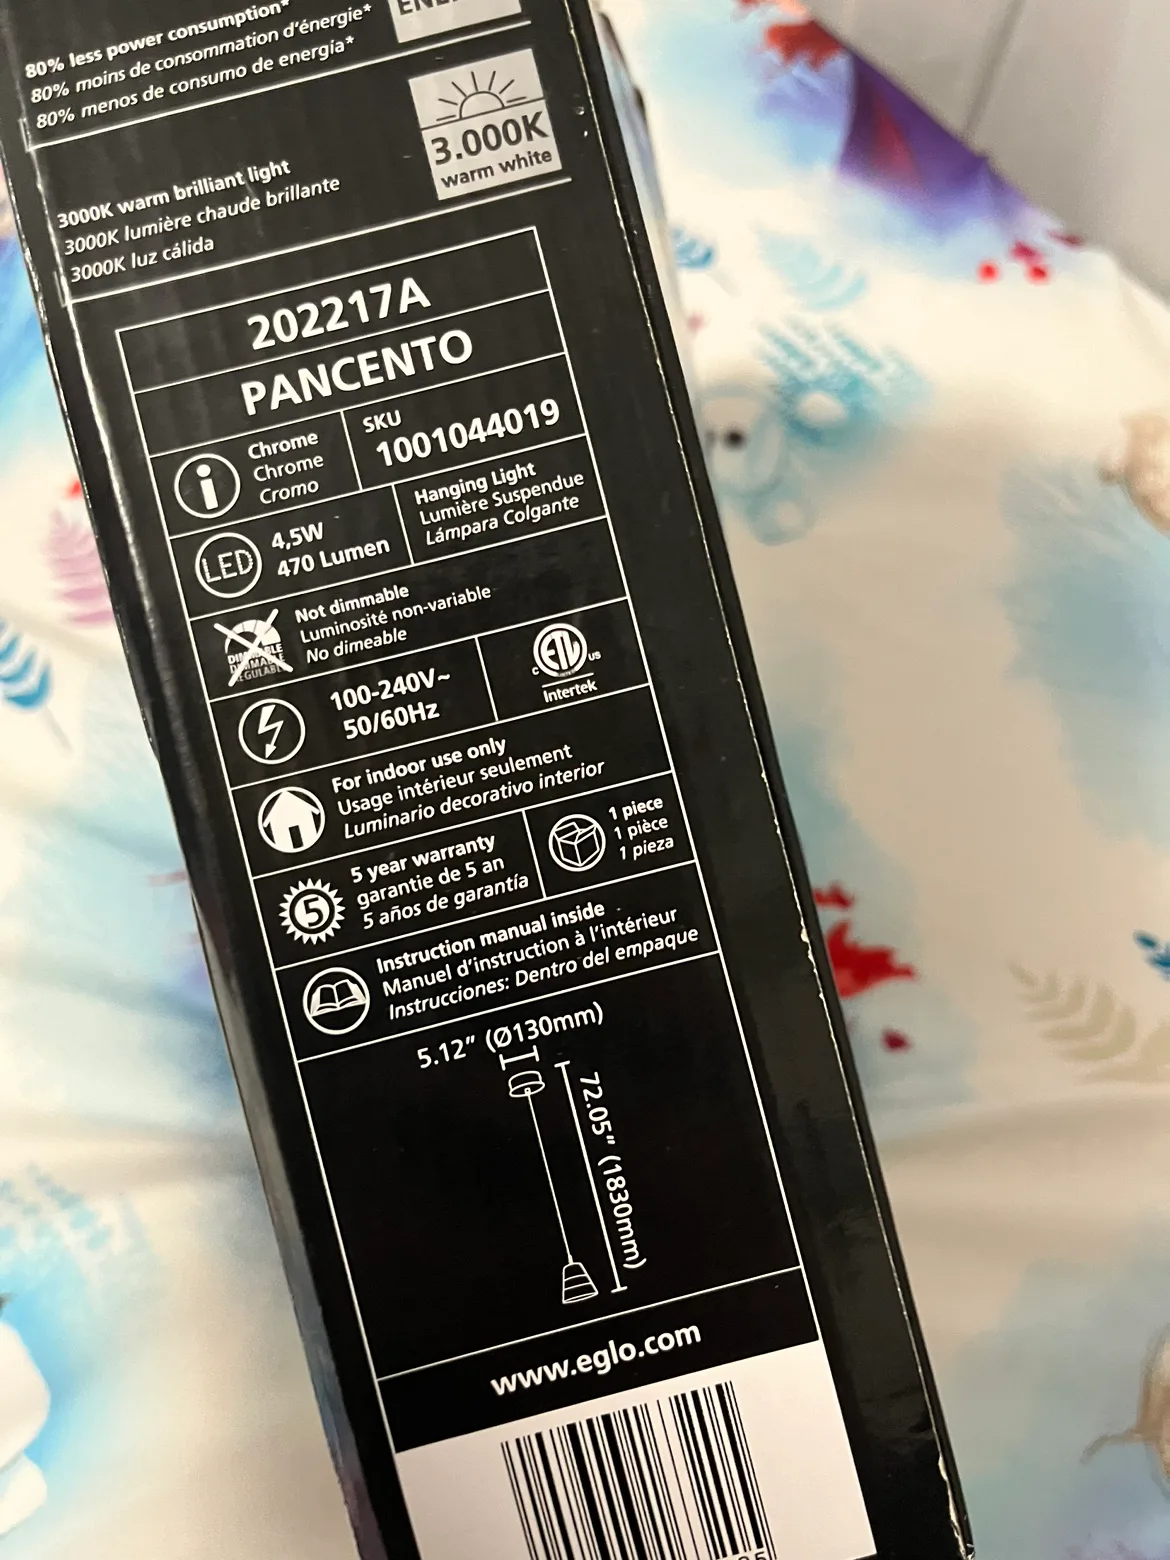 80% less power consumption*
80% moins de consommation d'énergie*
80% menos de consumo de energía*
3.000K
warm white
3000K warm brilliant light
3000K lumière chaude brillante
3000K luz cálida
202217A
PANCENTO
Chrome
Chrome
Cromo
SKU
1001044019
LED
4,5W
470 Lumen
Hanging Light
Lumière Suspendue
Lámpara Colgante
Not dimmable
Luminosité non-variable
No dimeable
100-240V~
50/60Hz
ETL
C US
Intertek
For indoor use only
Usage intérieur seulement
Luminario decorativo interior
5
5 year warranty
garantie de 5 an
5 años de garantía
1 piece
1 pièce
1 pieza
Instruction manual inside
Manuel d'instruction à l'intérieur
Instrucciones: Dentro del empaque
5.12" (Ø130mm)
72.05" (1830mm)
www.eglo.com